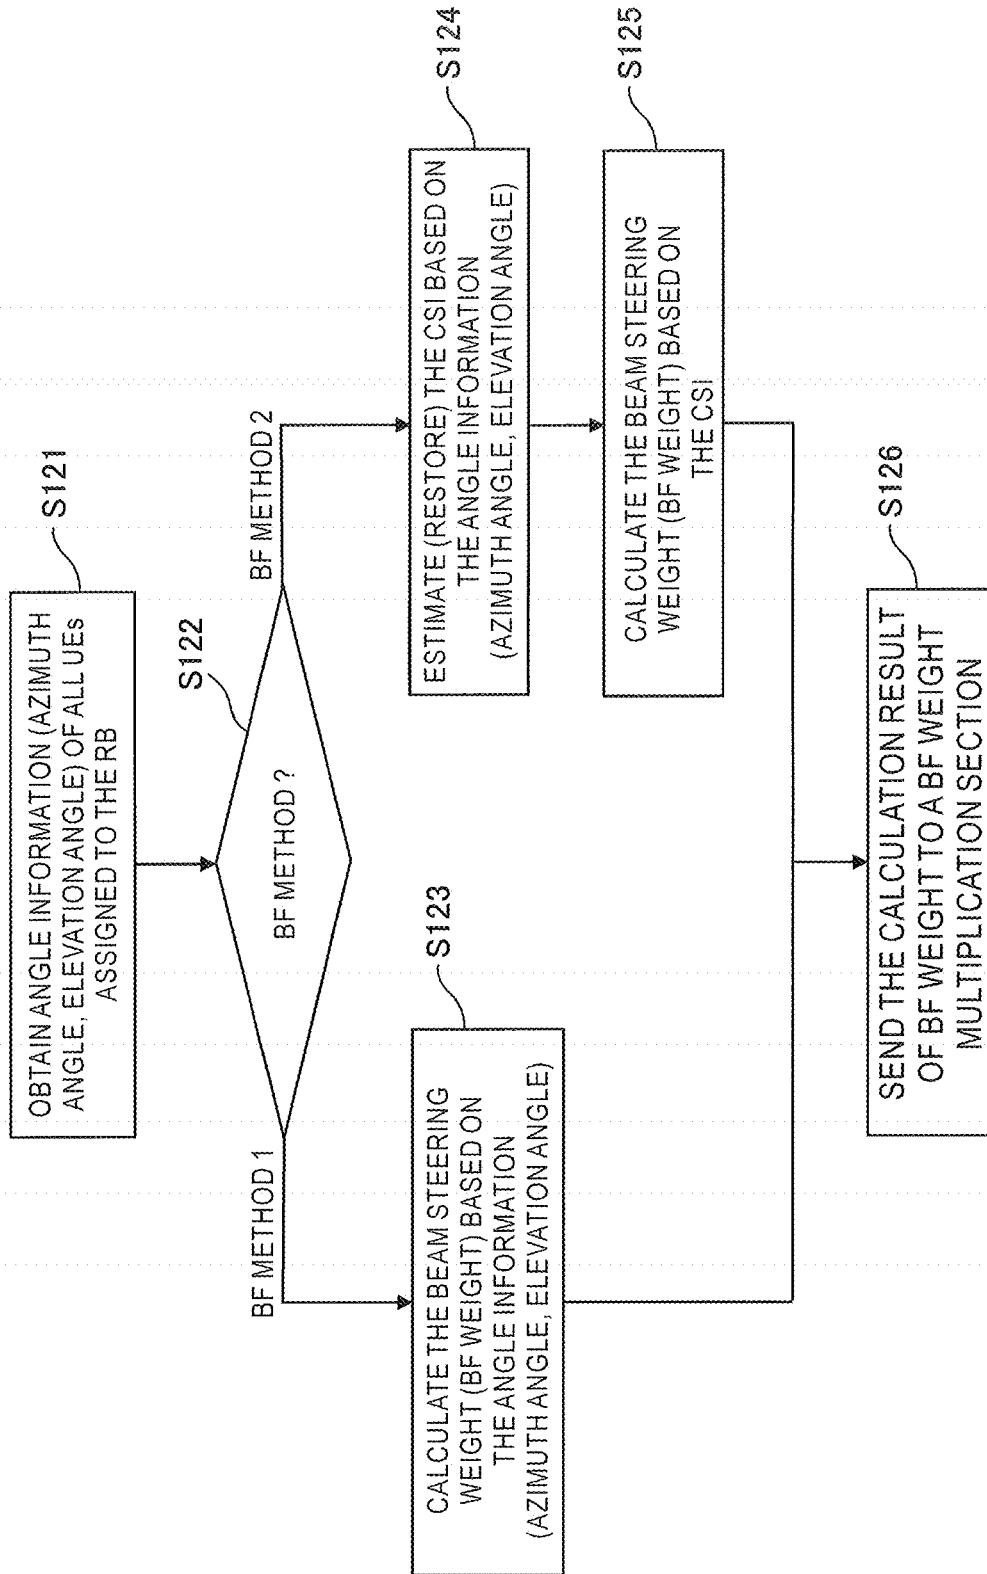 S121
OBTAIN ANGLE INFORMATION (AZIMUTH
ANGLE, ELEVATION ANGLE) OF ALL UEs
ASSIGNED TO THE RB
S122
BF METHOD ?
BF METHOD 1
BF METHOD 2
S123
CALCULATE THE BEAM STEERING
WEIGHT (BF WEIGHT) BASED ON
THE ANGLE INFORMATION
(AZIMUTH ANGLE, ELEVATION ANGLE)
S124
ESTIMATE (RESTORE) THE CSI BASED ON
THE ANGLE INFORMATION
(AZIMUTH ANGLE, ELEVATION ANGLE)
S125
CALCULATE THE BEAM STEERING
WEIGHT (BF WEIGHT) BASED ON
THE CSI
S126
SEND THE CALCULATION RESULT
OF BF WEIGHT TO A BF WEIGHT
MULTIPLICATION SECTION